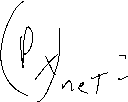 (Px)net =